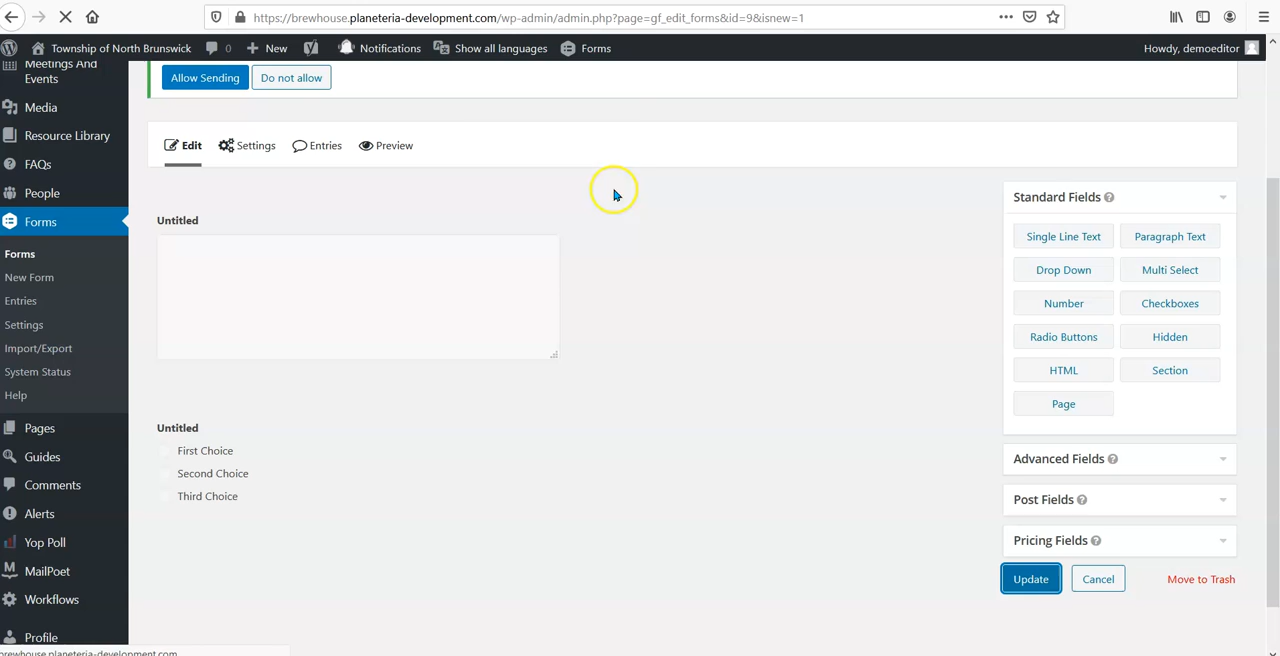 https://brewhouse.planeteria-development.com/wp-admin/admin.php?page=gf_edit_forms&id=9&isnew=1
Township of North Brunswick 0 New Notifications Show all languages Forms Howdy, demoeditor
Meetings And
Events
Media
Resource Library
FAQs
People
Forms
Forms
New Form
Entries
Settings
Import/Export
System Status
Help
Pages
Guides
Comments
Alerts
Yop Poll
MailPoet
Workflows
Profile
brewhouse.planeteria-development.com
Allow Sending Do not allow
Edit Settings Entries Preview
Untitled
Untitled
First Choice
Second Choice
Third Choice
Standard Fields
Single Line Text Paragraph Text
Drop Down Multi Select
Number Checkboxes
Radio Buttons Hidden
HTML Section
Page
Advanced Fields
Post Fields
Pricing Fields
Update Cancel Move to Trash